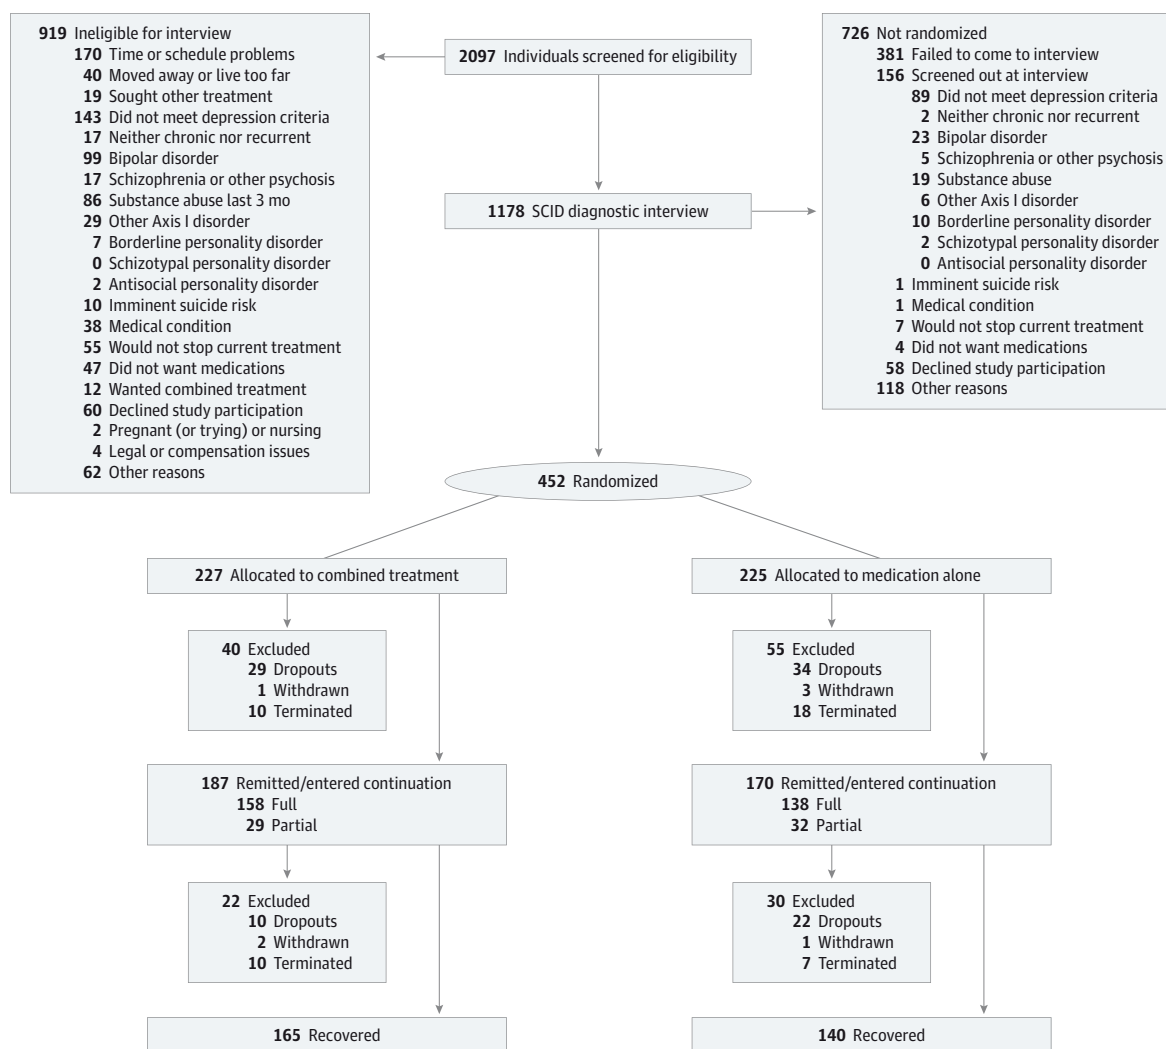 919 Ineligible for interview
170 Time or schedule problems
40 Moved away or live too far
19 Sought other treatment
143 Did not meet depression criteria
17 Neither chronic nor recurrent
99 Bipolar disorder
17 Schizophrenia or other psychosis
86 Substance abuse last 3 mo
29 Other Axis I disorder
7 Borderline personality disorder
0 Schizotypal personality disorder
2 Antisocial personality disorder
10 Imminent suicide risk
38 Medical condition
55 Would not stop current treatment
47 Did not want medications
12 Wanted combined treatment
60 Declined study participation
2 Pregnant (or trying) or nursing
4 Legal or compensation issues
62 Other reasons
2097 Individuals screened for eligibility
1178 SCID diagnostic interview
726 Not randomized
381 Failed to come to interview
156 Screened out at interview
89 Did not meet depression criteria
2 Neither chronic nor recurrent
23 Bipolar disorder
5 Schizophrenia or other psychosis
19 Substance abuse
6 Other Axis I disorder
10 Borderline personality disorder
2 Schizotypal personality disorder
0 Antisocial personality disorder
1 Imminent suicide risk
1 Medical condition
7 Would not stop current treatment
4 Did not want medications
58 Declined study participation
118 Other reasons
452 Randomized
227 Allocated to combined treatment
40 Excluded
29 Dropouts
1 Withdrawn
10 Terminated
187 Remitted/entered continuation
158 Full
29 Partial
22 Excluded
10 Dropouts
2 Withdrawn
10 Terminated
165 Recovered
225 Allocated to medication alone
55 Excluded
34 Dropouts
3 Withdrawn
18 Terminated
170 Remitted/entered continuation
138 Full
32 Partial
30 Excluded
22 Dropouts
1 Withdrawn
7 Terminated
140 Recovered